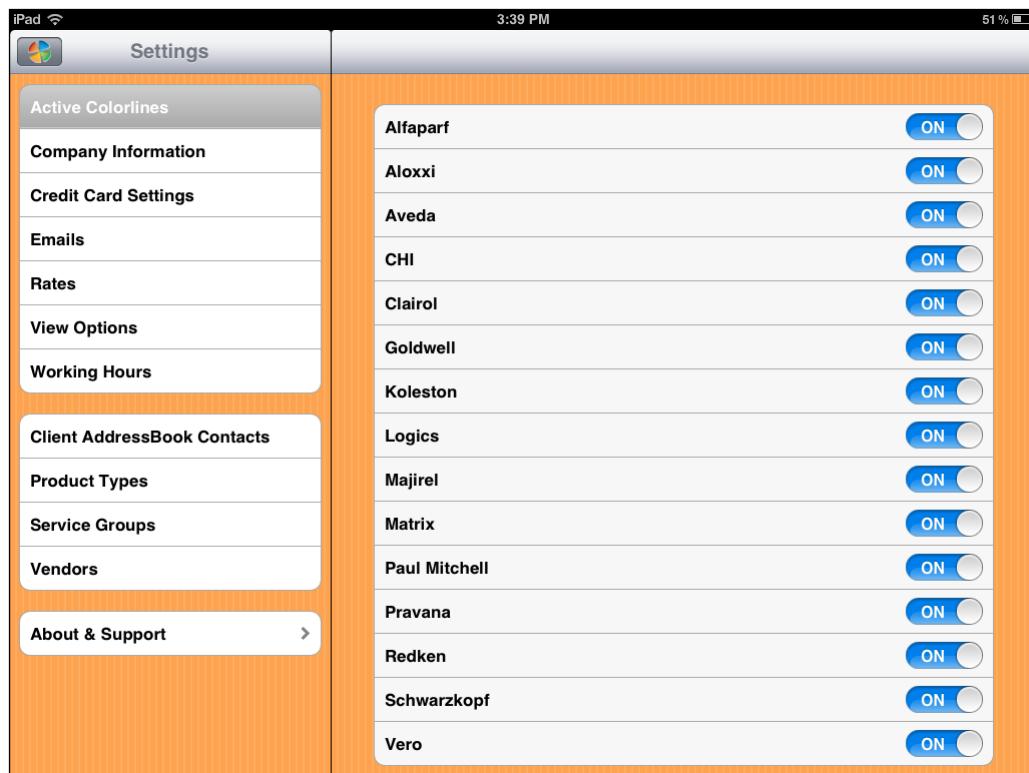 iPad 3:39 PM 51 %
Settings
Active Colorlines
Company Information
Credit Card Settings
Emails
Rates
View Options
Working Hours
Client AddressBook Contacts
Product Types
Service Groups
Vendors
About & Support
Alfaparf ON
Aloxxi ON
Aveda ON
CHI ON
Clairol ON
Goldwell ON
Koleston ON
Logics ON
Majirel ON
Matrix ON
Paul Mitchell ON
Pravana ON
Redken ON
Schwarzkopf ON
Vero ON